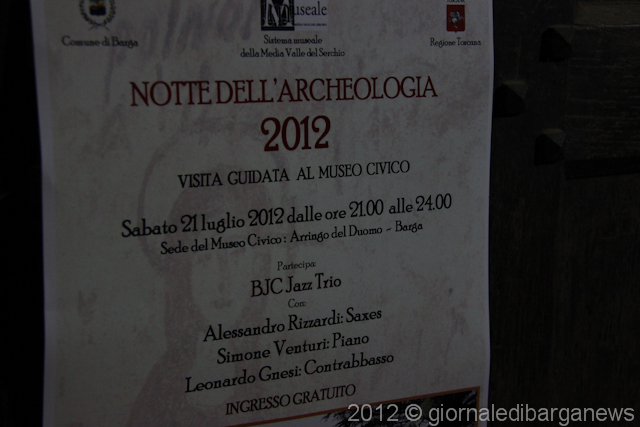 Museale
Comune di Barga
Sistema museale
della Media Valle del Serchio
Regione Toscana
NOTTE DELL'ARCHEOLOGIA
2012
VISITA GUIDATA AL MUSEO CIVICO
Sabato 21 luglio 2012 dalle ore 21.00 alle 24.00
Sede del Museo Civico: Arringo del Duomo - Barga
Partecipa:
BJC Jazz Trio
Con:
Alessandro Rizzardi: Saxes
Simone Venturi: Piano
Leonardo Gnesi: Contrabbasso
INGRESSO GRATUITO
2012 © giornaledibarganews